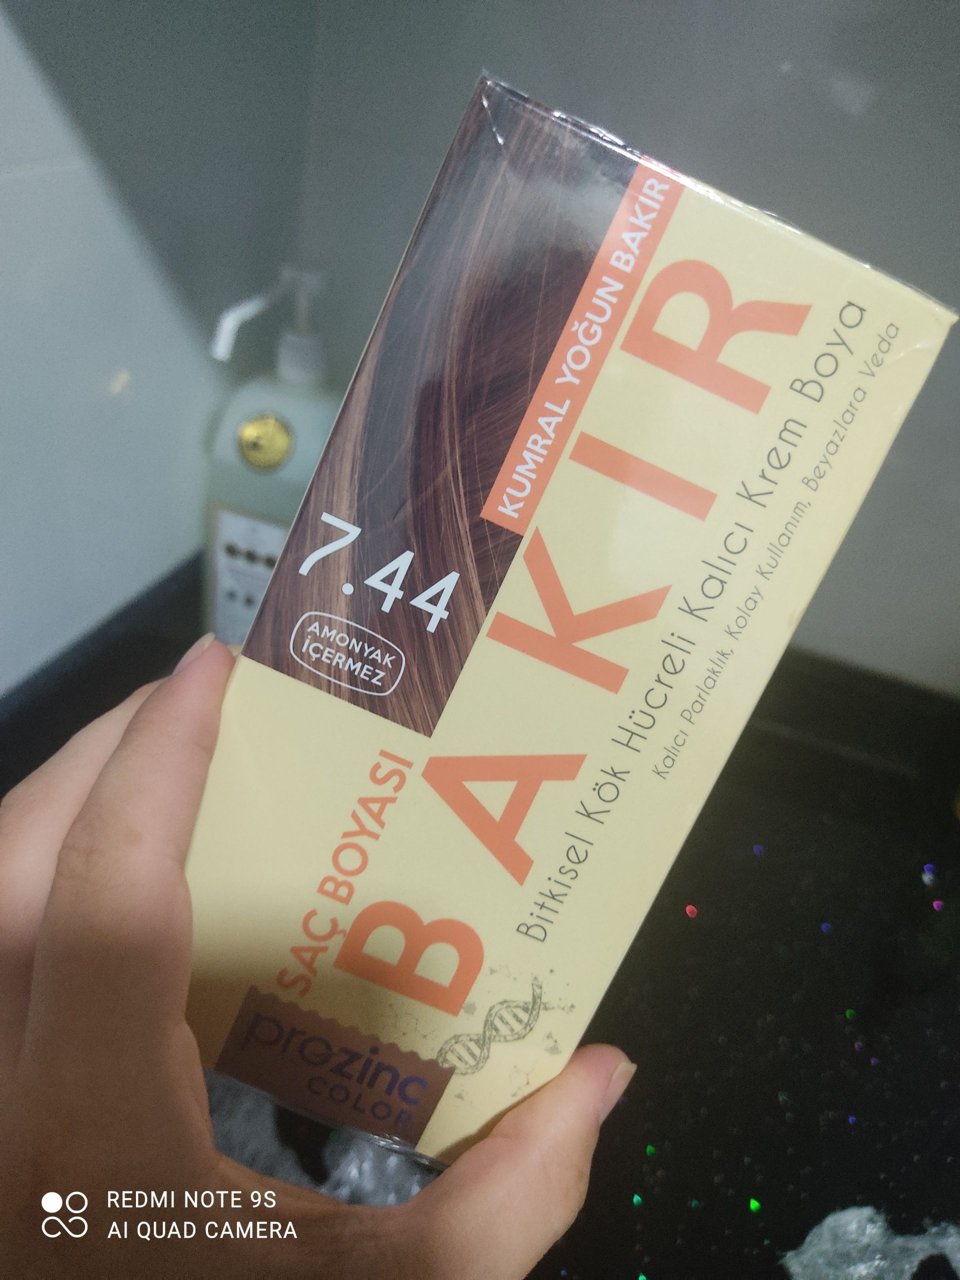 KUMRAL YOĞUN BAKIR
7.44
AMONYAK
İÇERMEZ
SAÇ BOYASI
BAKIR
Bitkisel Kök Hücreli Kalıcı Krem Boya
Kalıcı Parlaklık, Kolay Kullanım, Beyazlara Veda
prozinc
COLOR
REDMI NOTE 9S
AI QUAD CAMERA